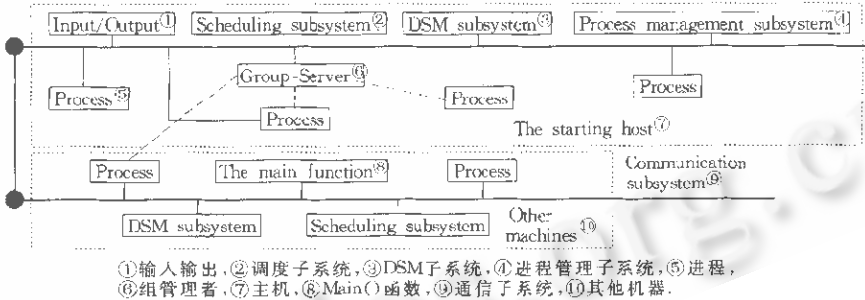 Input/Output① Scheduling subsystem② DSM subsystem③ Process management subsystem④
Group-Server⑥
Process⑤ Process Process
Process
The starting host⑦
Process The main function⑧ Process Communication
subsystem⑨
DSM subsystem Scheduling subsystem Other
machines⑩
①输入输出,②调度子系统,③DSM子系统,④进程管理子系统,⑤进程,
⑥组管理者,⑦主机,⑧Main()函数,⑨通信子系统,⑩其他机器.